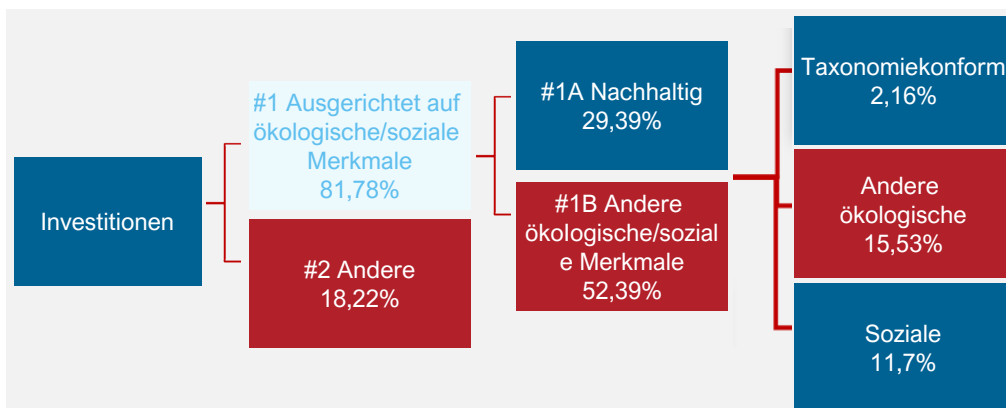 Investitionen
#1 Ausgerichtet auf
ökologische/soziale
Merkmale
81,78%
#2 Andere
18,22%
#1A Nachhaltig
29,39%
#1B Andere
ökologische/sozial
e Merkmale
52,39%
Taxonomiekonform
2,16%
Andere
ökologische
15,53%
Soziale
11,7%